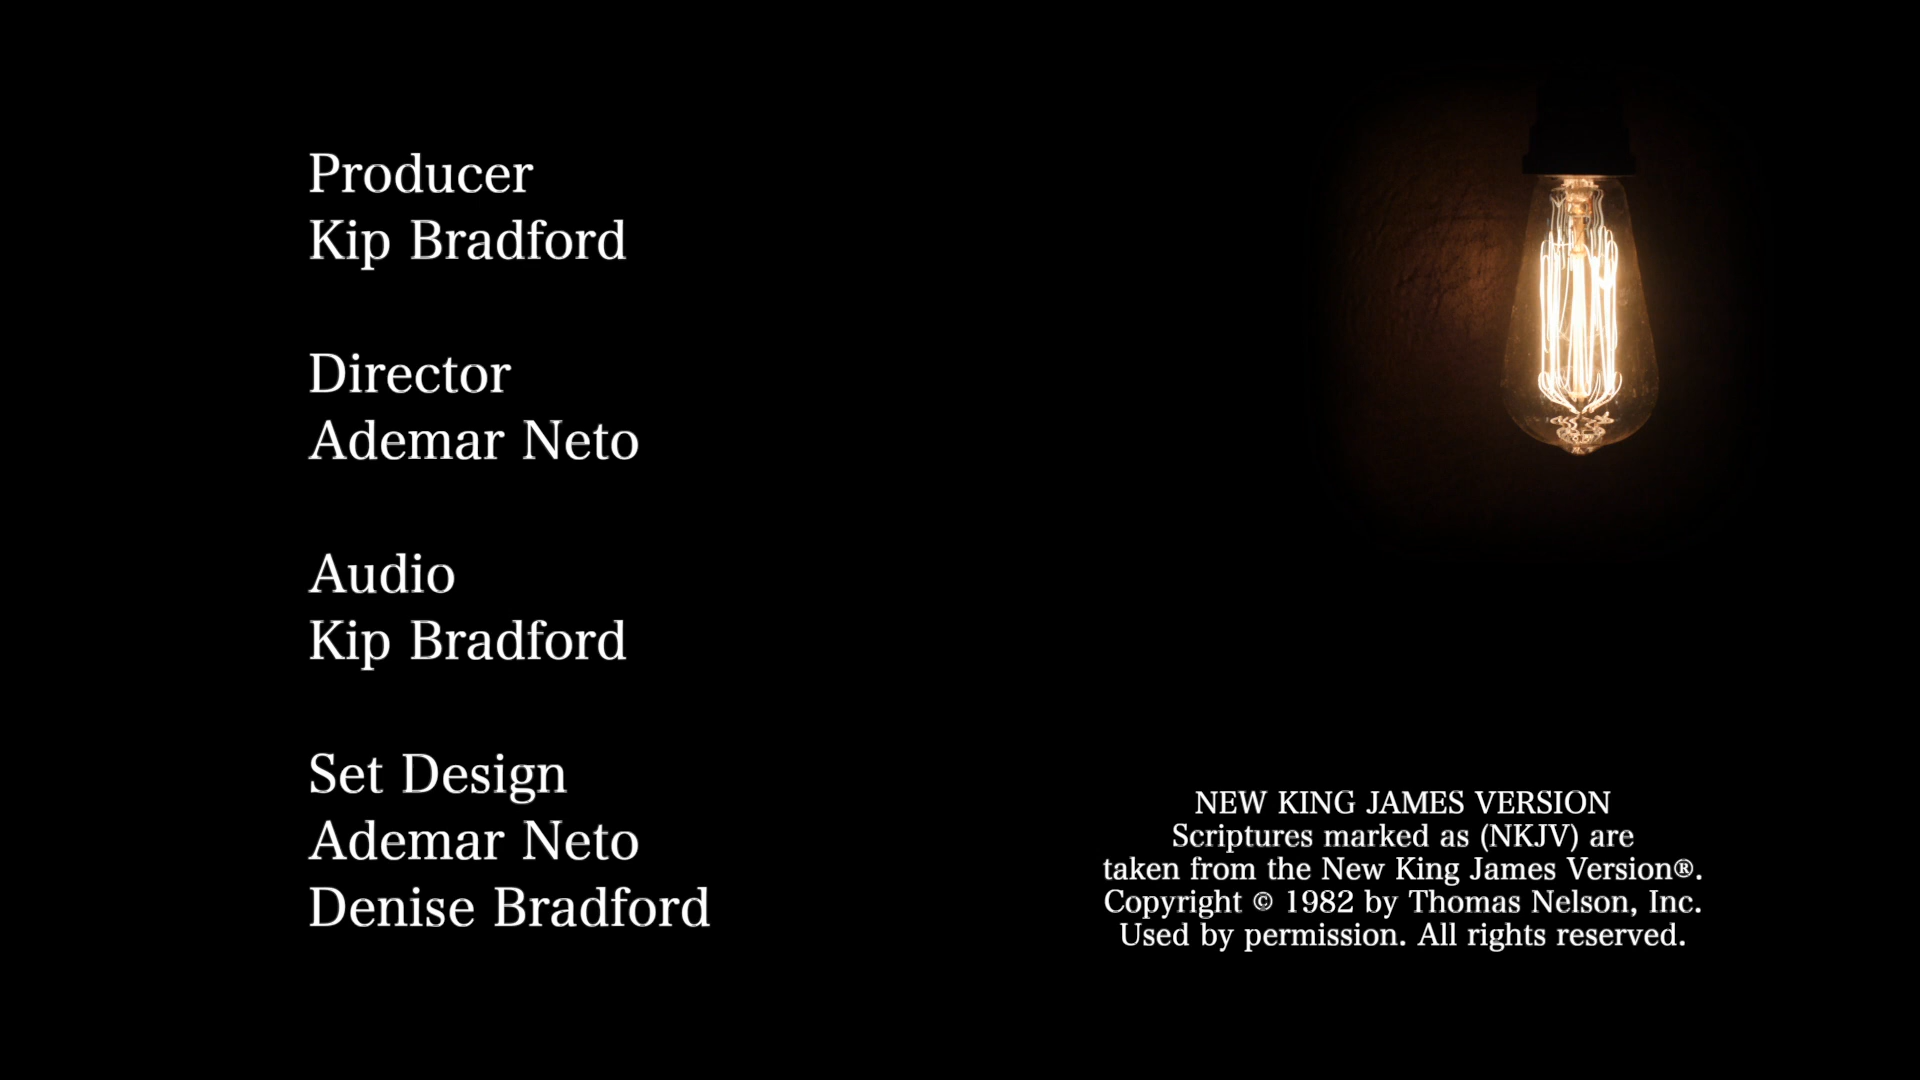 Producer
Kip Bradford
Director
Ademar Neto
Audio
Kip Bradford
Set Design
Ademar Neto
Denise Bradford
NEW KING JAMES VERSION
Scriptures marked as (NKJV) are
taken from the New King James Version®.
Copyright © 1982 by Thomas Nelson, Inc.
Used by permission. All rights reserved.